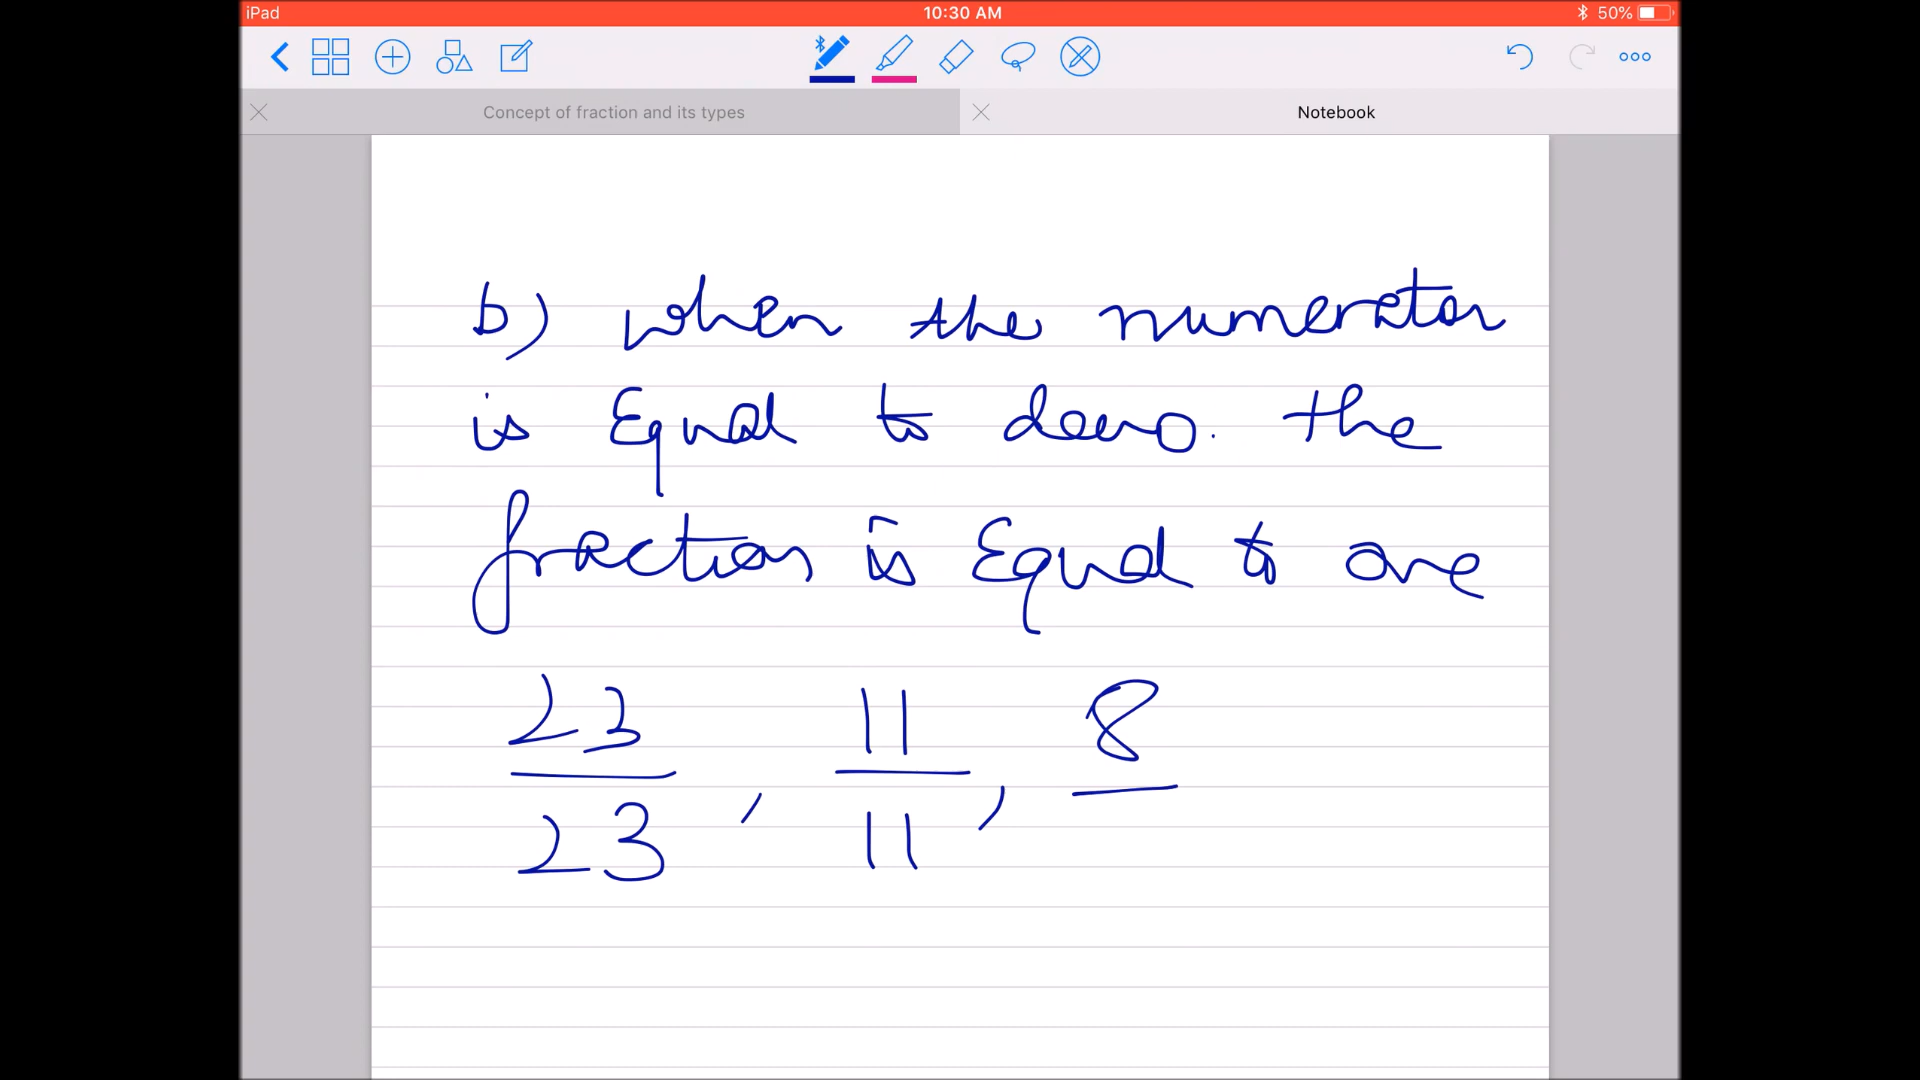 iPad 10:30 AM 50%
Concept of fraction and its types Notebook
b) when the numerator
is Equal to deno. the
fraction is Equal to one
23 11 8
, ,
23 11